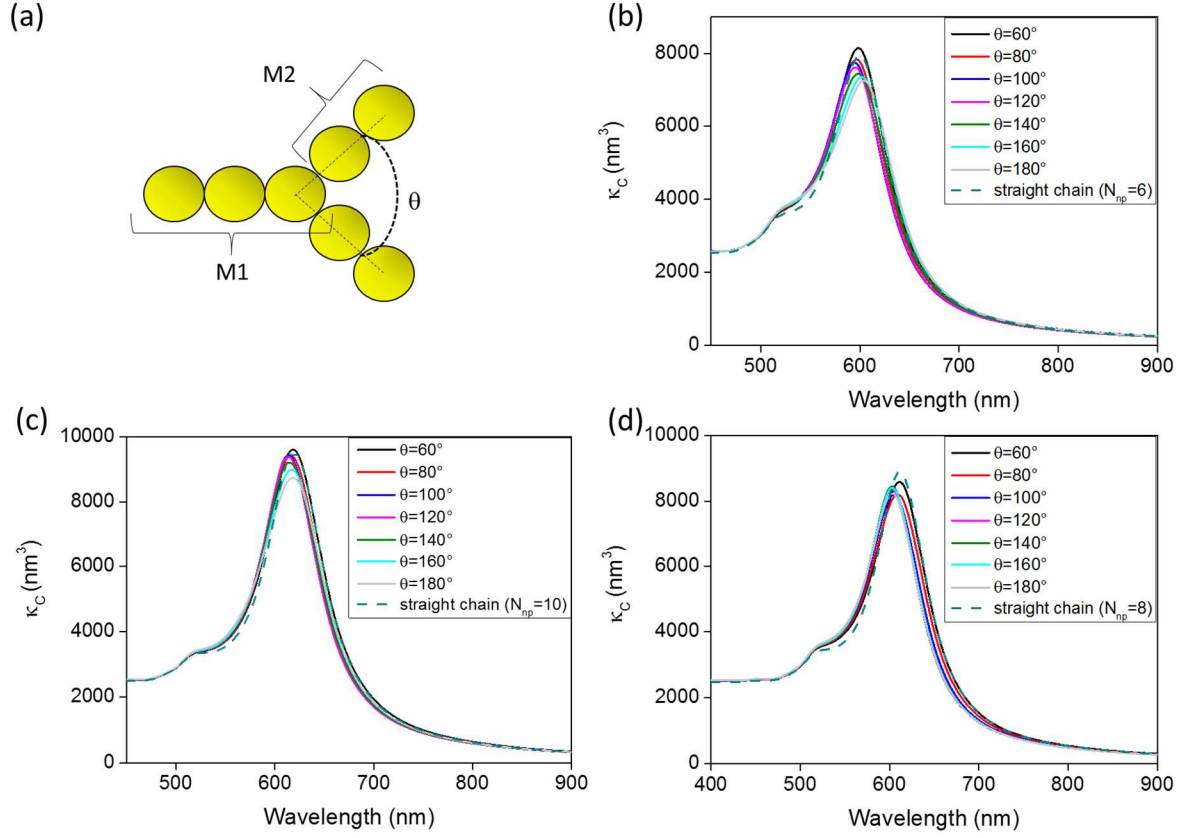 (a)
M2
θ
M1
(b)
κC (nm3)
8000
6000
4000
2000
0
500 600 700 800 900
Wavelength (nm)
θ=60°
θ=80°
θ=100°
θ=120°
θ=140°
θ=160°
θ=180°
straight chain (Nnp=6)
(c)
κC (nm3)
10000
8000
6000
4000
2000
0
500 600 700 800 900
Wavelength (nm)
θ=60°
θ=80°
θ=100°
θ=120°
θ=140°
θ=160°
θ=180°
straight chain (Nnp=10)
(d)
κC (nm3)
10000
8000
6000
4000
2000
0
400 500 600 700 800 900
Wavelength (nm)
θ=60°
θ=80°
θ=100°
θ=120°
θ=140°
θ=160°
θ=180°
straight chain (Nnp=8)